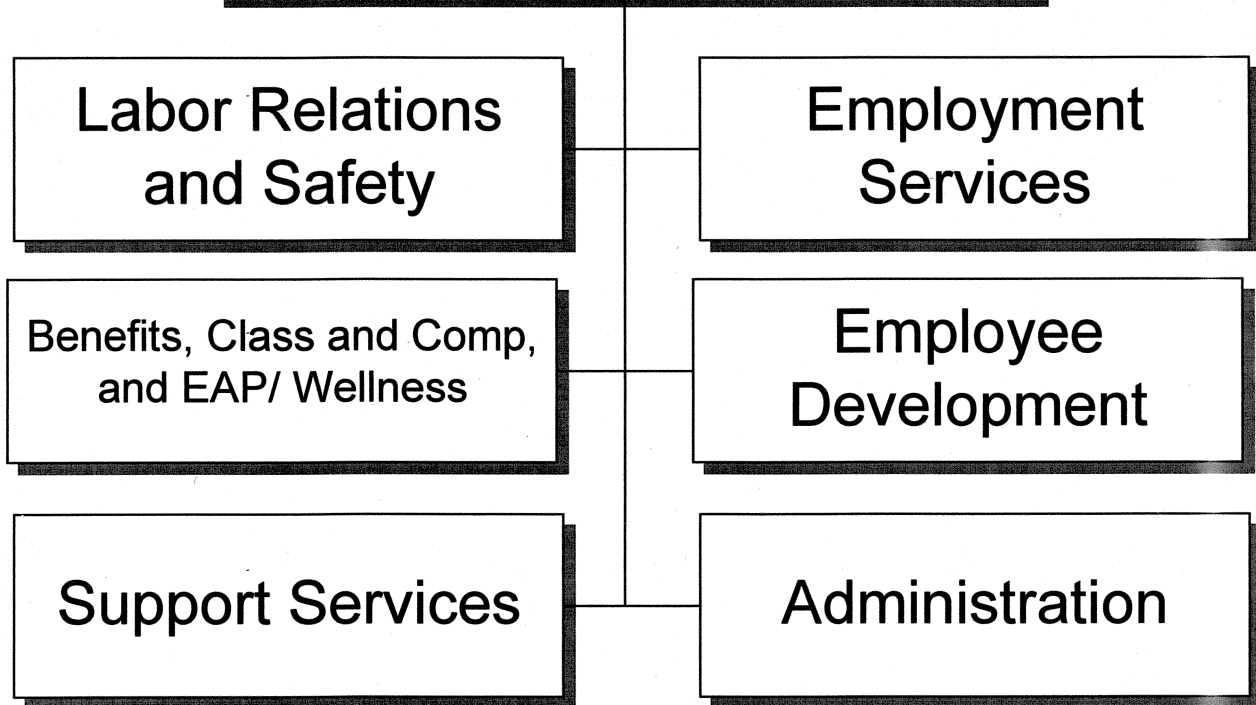 Labor Relations
and Safety
Employment
Services
Benefits, Class and Comp,
and EAP/ Wellness
Employee
Development
Support Services
Administration